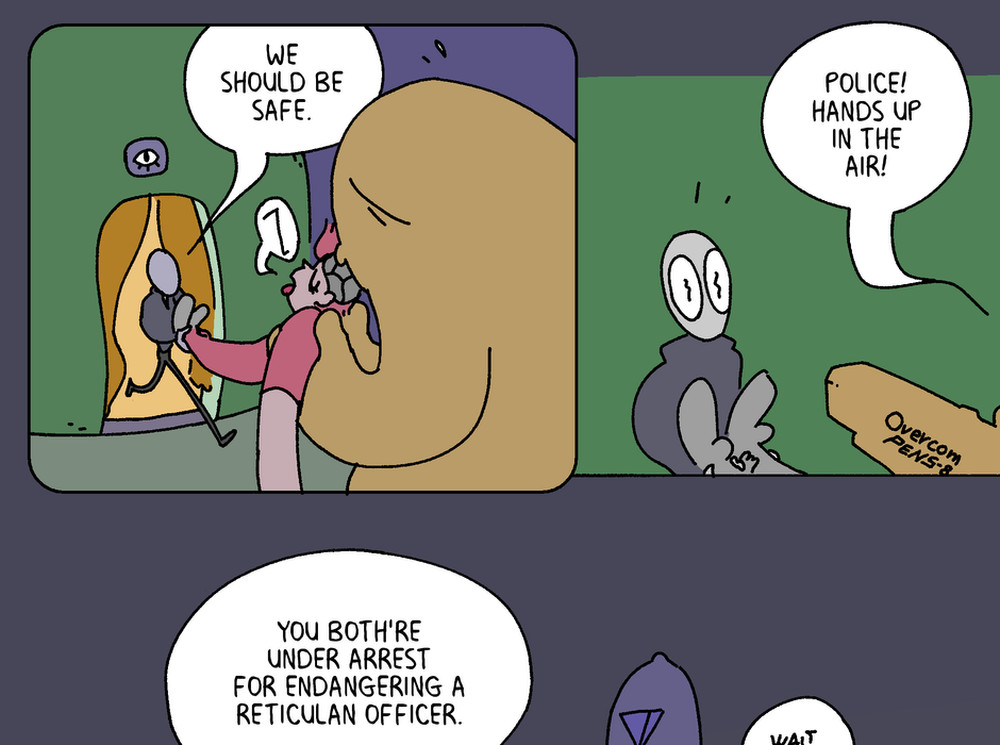 WE
SHOULD BE
SAFE.
?
POLICE!
HANDS UP
IN THE
AIR!
Overcom
PENS-8
YOU BOTH'RE
UNDER ARREST
FOR ENDANGERING A
RETICULAN OFFICER.
WAIT